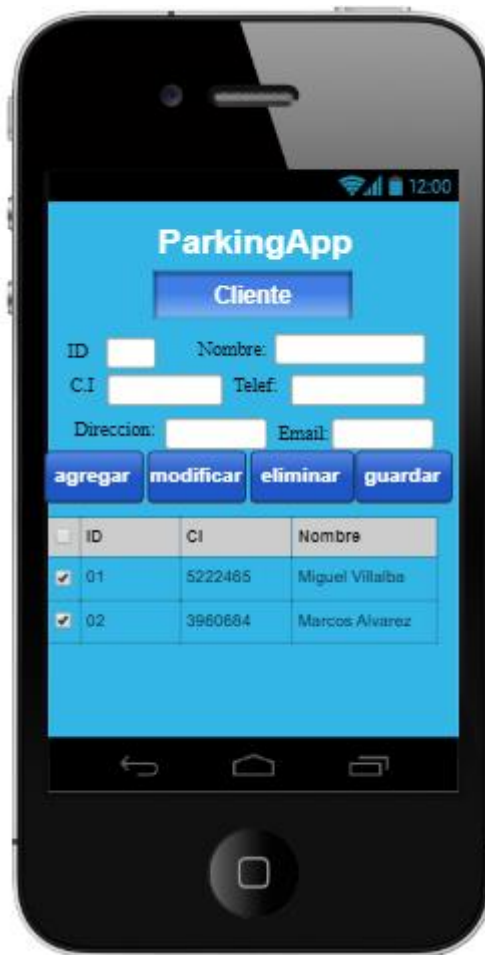 12:00
ParkingApp
Cliente
ID Nombre:
C.I Telef:
Direccion: Email:
agregar modificar eliminar guardar
ID CI Nombre
01 5222465 Miguel Villalba
02 3960684 Marcos Alvarez